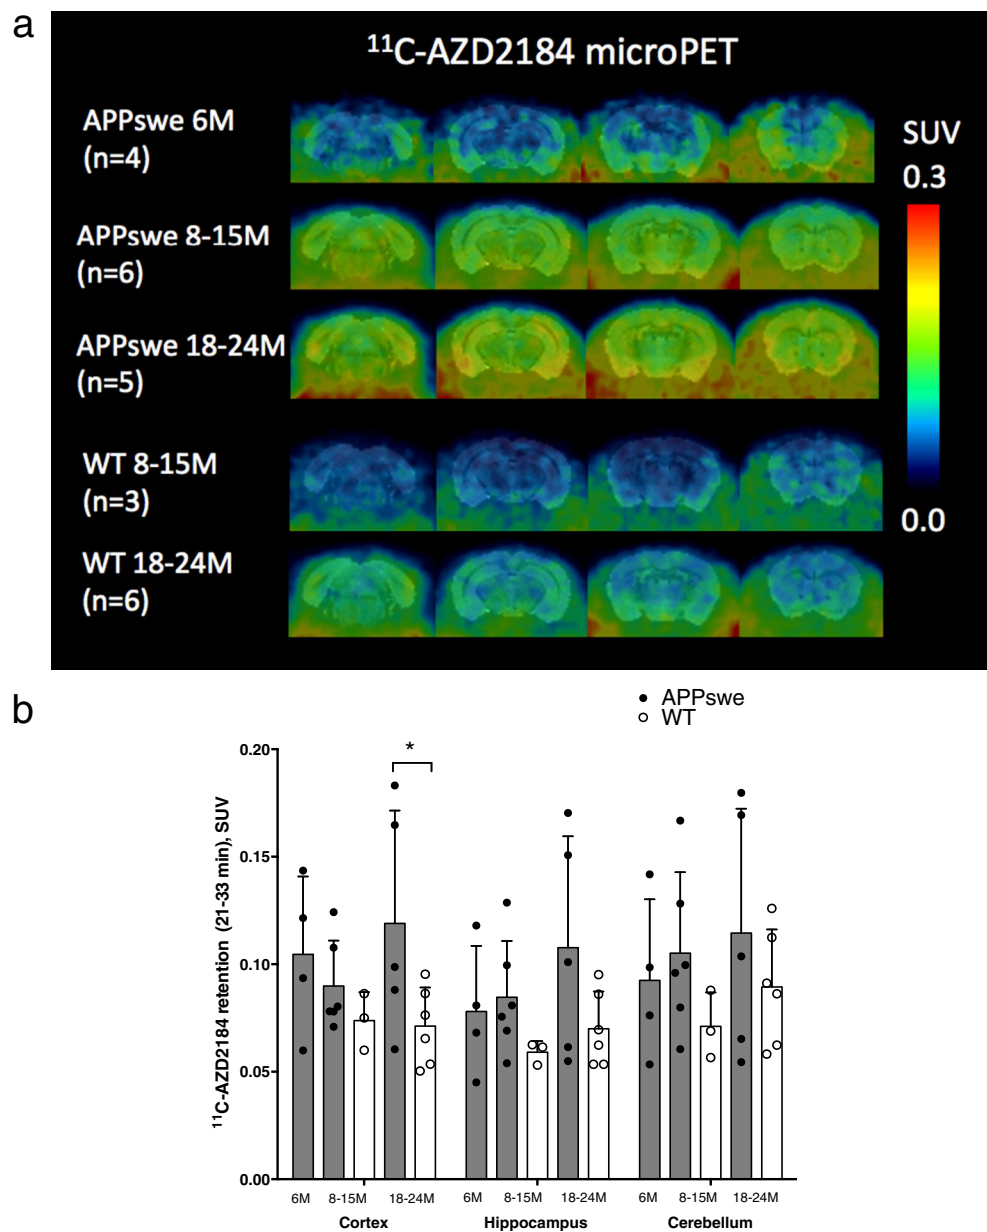 a
¹¹C-AZD2184 microPET
APPswe 6M
(n=4)
SUV
0.3
APPswe 8-15M
(n=6)
APPswe 18-24M
(n=5)
WT 8-15M
(n=3)
0.0
WT 18-24M
(n=6)
b
APPswe
WT
*
0.20
0.15
0.10
0.05
0.00
¹¹C-AZD2184 retention (21-33 min), SUV
6M 8-15M 18-24M 6M 8-15M 18-24M 6M 8-15M 18-24M
Cortex Hippocampus Cerebellum